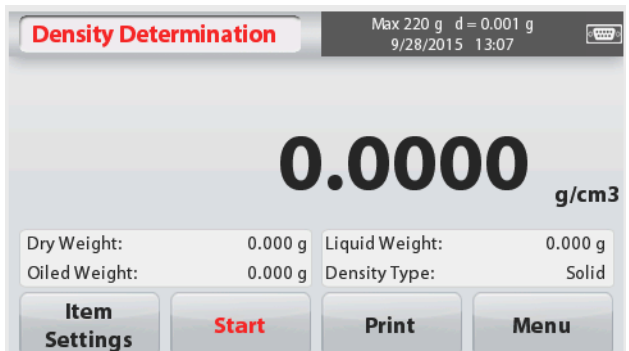 Density Determination
Max 220 g d = 0.001 g
9/28/2015 13:07
0.0000
g/cm3
Dry Weight: 0.000 g Liquid Weight: 0.000 g
Oiled Weight: 0.000 g Density Type: Solid
Item
Settings
Start
Print
Menu